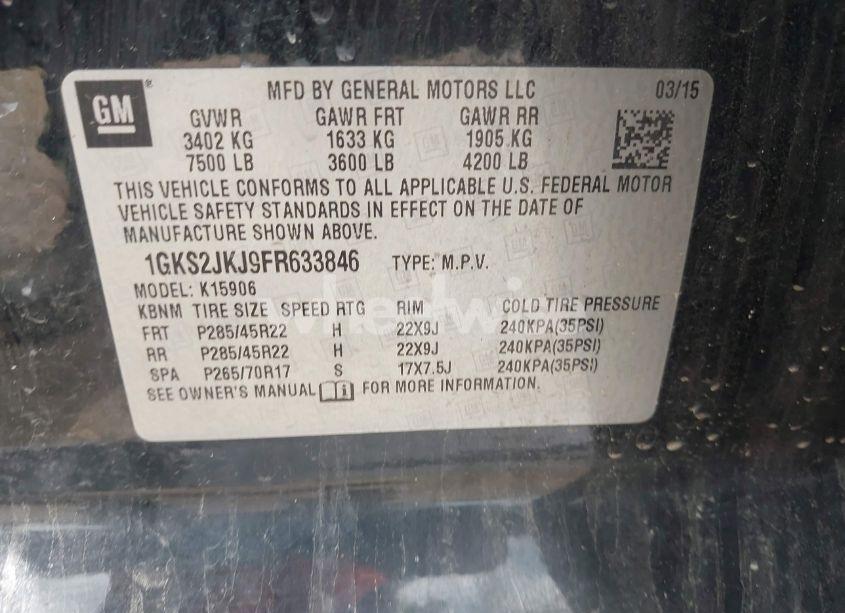 GM
MFD BY GENERAL MOTORS LLC 03/15
GVWR GAWR FRT GAWR RR
3402 KG 1633 KG 1905 KG
7500 LB 3600 LB 4200 LB
THIS VEHICLE CONFORMS TO ALL APPLICABLE U.S. FEDERAL MOTOR
VEHICLE SAFETY STANDARDS IN EFFECT ON THE DATE OF
MANUFACTURE SHOWN ABOVE.
1GKS2JKJ9FR633846 TYPE: M.P.V.
MODEL: K15906
KBNM TIRE SIZE SPEED RTG RIM COLD TIRE PRESSURE
FRT P285/45R22 H 22X9J 240KPA(35PSI)
RR P285/45R22 H 22X9J 240KPA(35PSI)
SPA P265/70R17 S 17X7.5J 240KPA(35PSI)
SEE OWNER'S MANUAL FOR MORE INFORMATION.